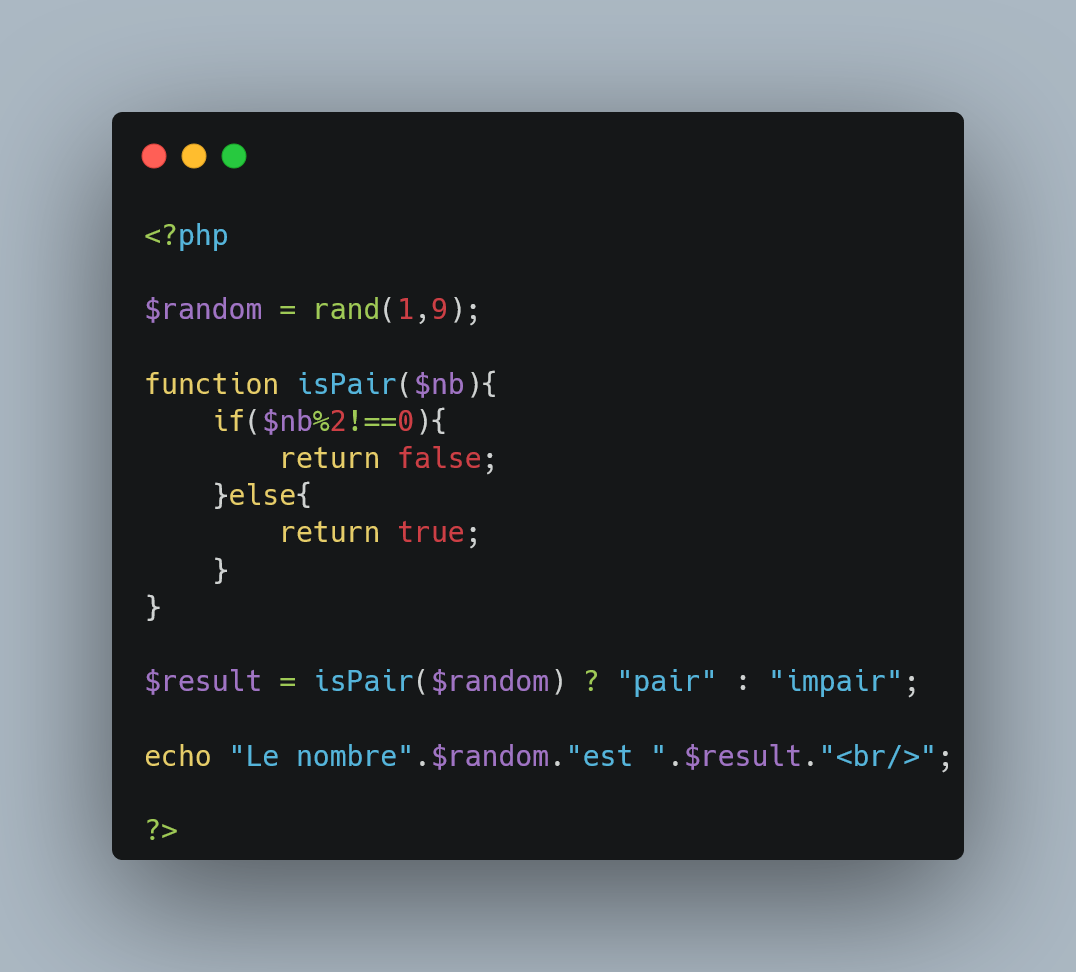 <?php
$random = rand(1,9);
function isPair($nb){
    if($nb%2!==0){
        return false;
    }else{
        return true;
    }
}
$result = isPair($random) ? "pair" : "impair";
echo "Le nombre".$random."est ".$result."<br/>";
?>